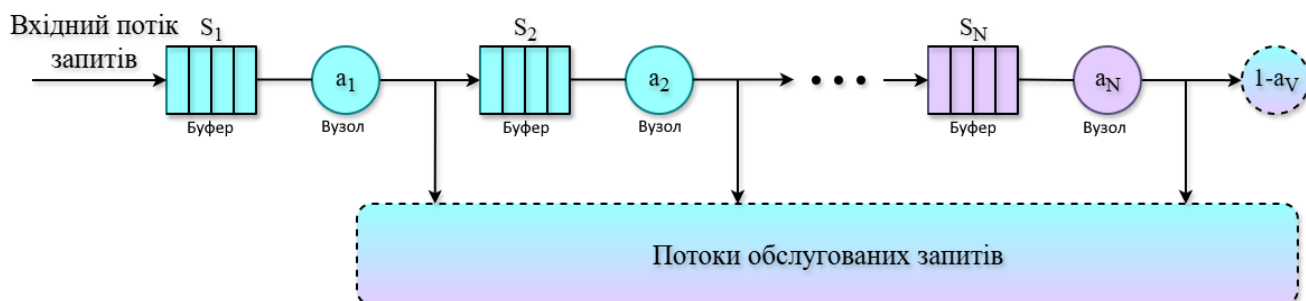 Вхідний потік
запитів
S1
a1
Буфер
Вузол
S2
a2
Буфер
Вузол
SN
aN
Буфер
Вузол
1-aV
Потоки обслугованих запитів